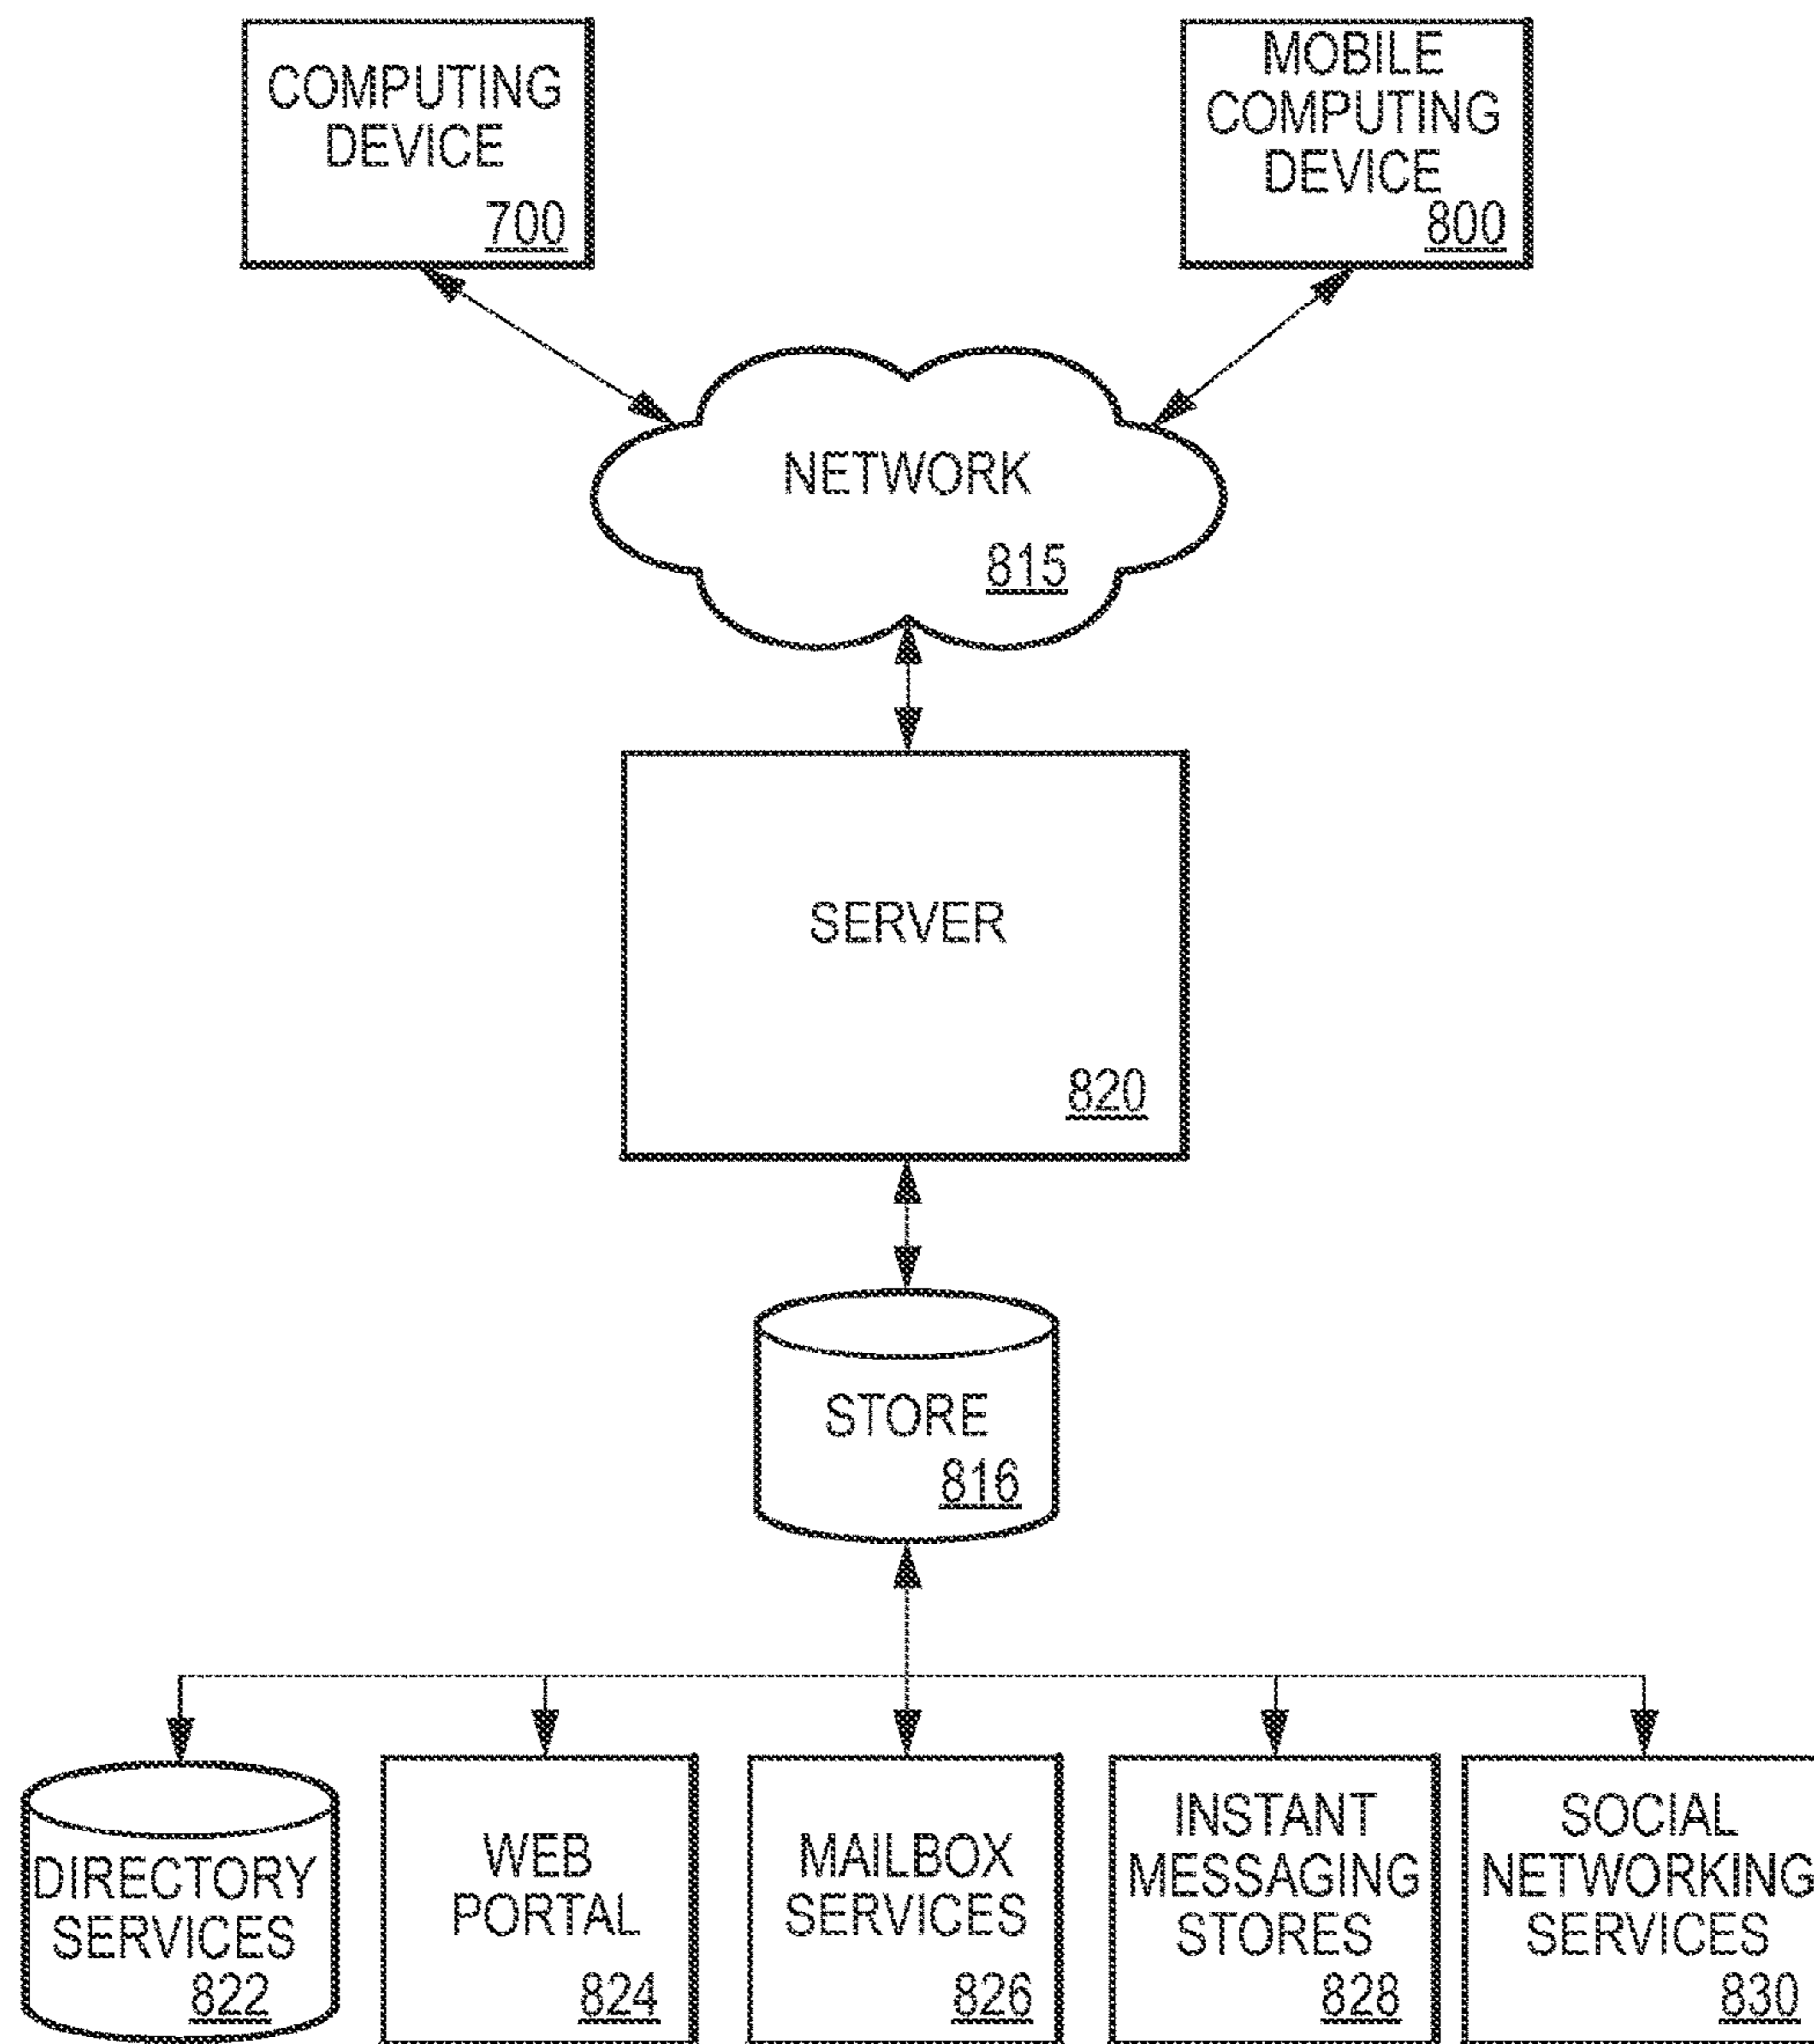 COMPUTING
DEVICE
700
MOBILE
COMPUTING
DEVICE
800
NETWORK
815
SERVER
820
STORE
816
DIRECTORY
SERVICES
822
WEB
PORTAL
824
MAILBOX
SERVICES
826
INSTANT
MESSAGING
STORES
828
SOCIAL
NETWORKING
SERVICES
830